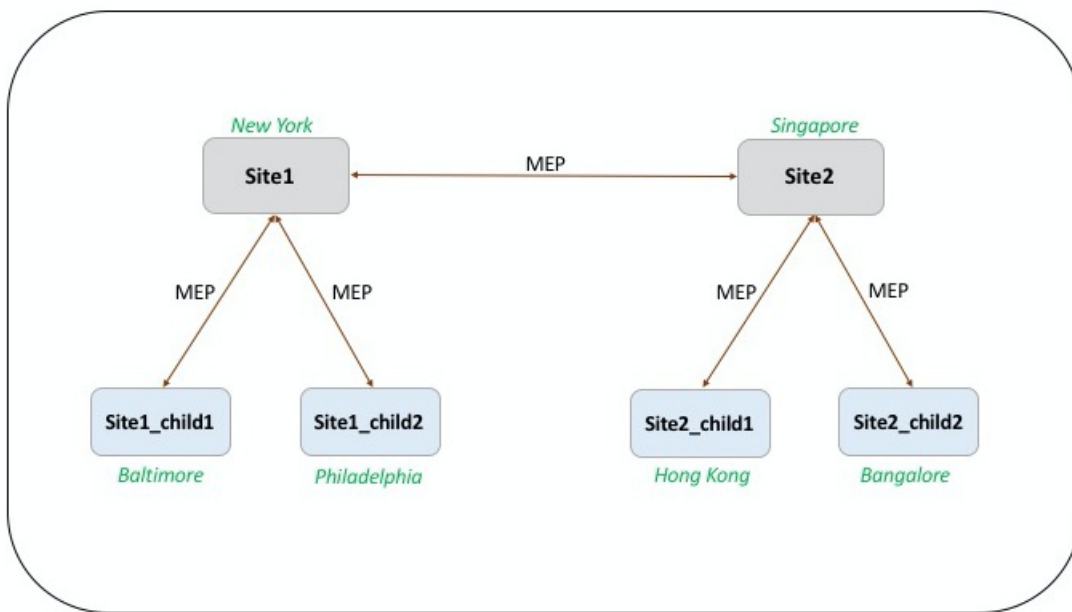 New York
Singapore
Site1
MEP
Site2
MEP
MEP
MEP
MEP
Site1_child1
Site1_child2
Site2_child1
Site2_child2
Baltimore
Philadelphia
Hong Kong
Bangalore